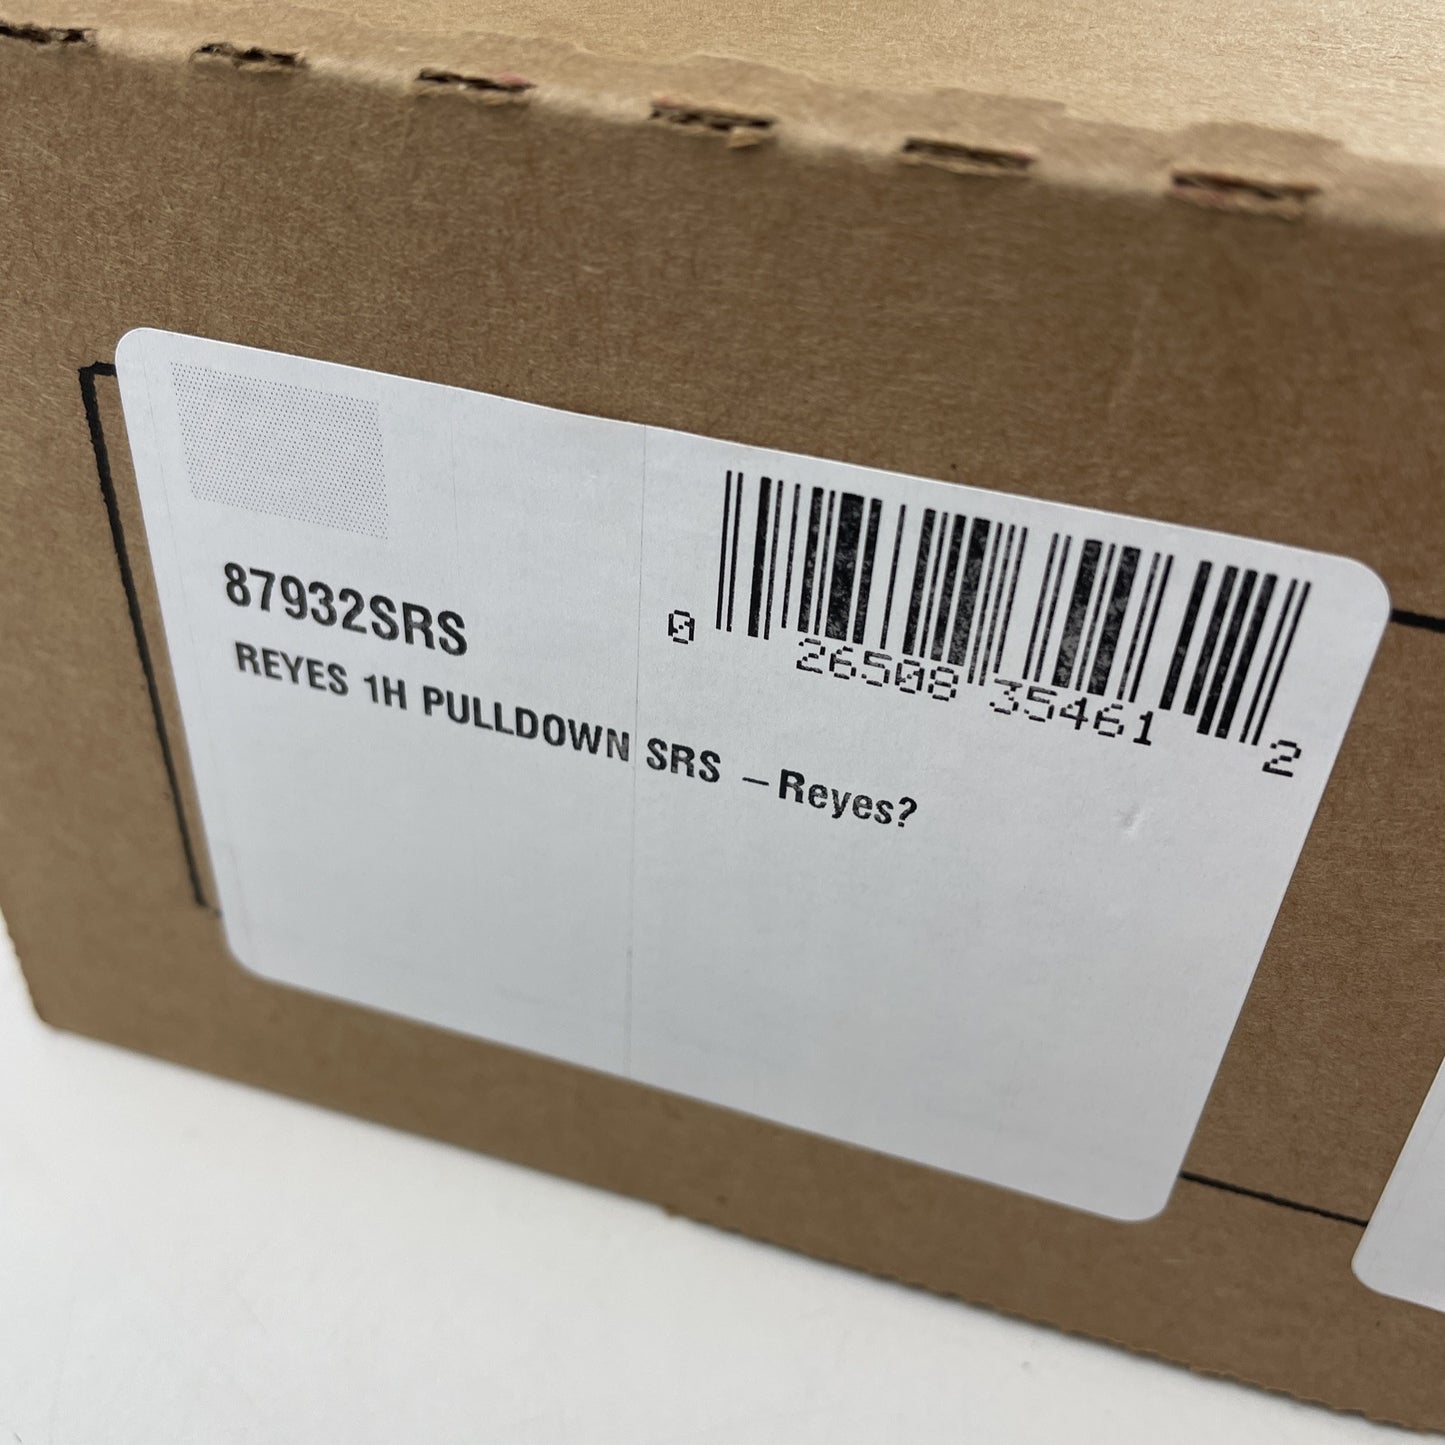 87932SRS
REYES 1H PULLDOWN SRS –Reyes?
0 26508 35461 2